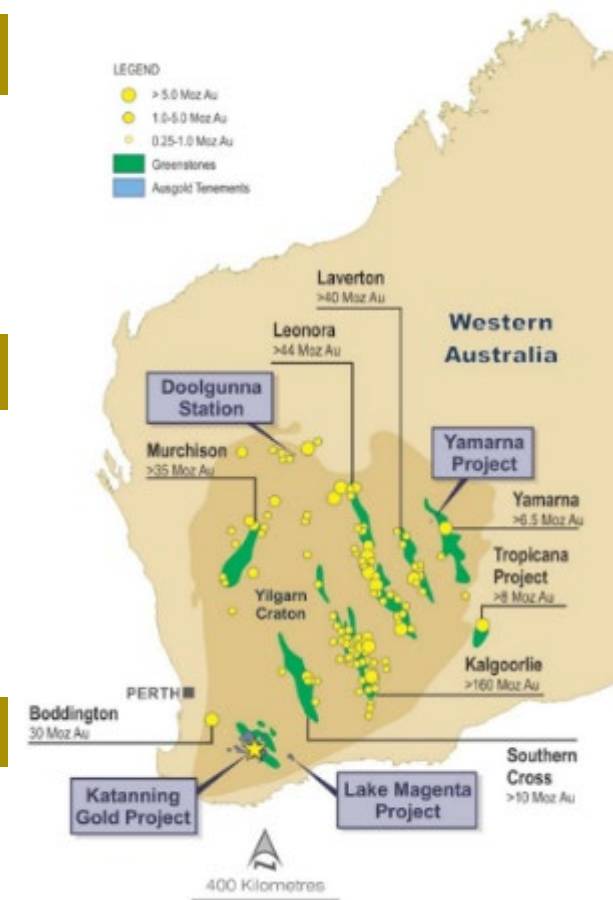 LEGEND
> 5.0 Moz Au
1.0-5.0 Moz Au
0.25-1.0 Moz Au
Greenstones
Ausgold Tenements
Laverton
>40 Moz Au
Leonora
>44 Moz Au
Western
Australia
Doolgunna
Station
Murchison
>35 Moz Au
Yamarna
Project
Yamarna
>6.5 Moz Au
Tropicana
Project
>8 Moz Au
Yilgarn
Craton
Kalgoorlie
>160 Moz Au
PERTH
Boddington
30 Moz Au
Southern
Cross
>10 Moz Au
Katanning
Gold Project
Lake Magenta
Project
400 Kilometres